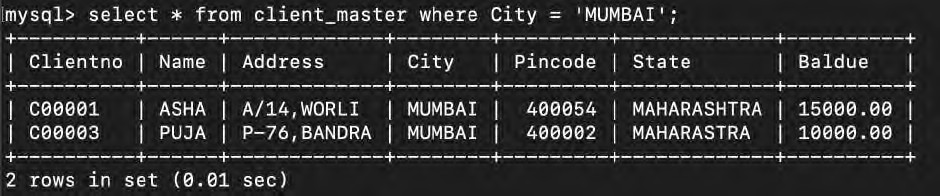 mysql> select * from client_master where City = 'MUMBAI';
+----------+------+---------------+--------+---------+-------------+----------+
| Clientno | Name | Address       | City   | Pincode | State       | Baldue   |
+----------+------+---------------+--------+---------+-------------+----------+
| C00001   | ASHA | A/14,WORLI    | MUMBAI |  400054 | MAHARASHTRA | 15000.00 |
| C00003   | PUJA | P-76,BANDRA   | MUMBAI |  400002 | MAHARASTRA  | 10000.00 |
+----------+------+---------------+--------+---------+-------------+----------+
2 rows in set (0.01 sec)